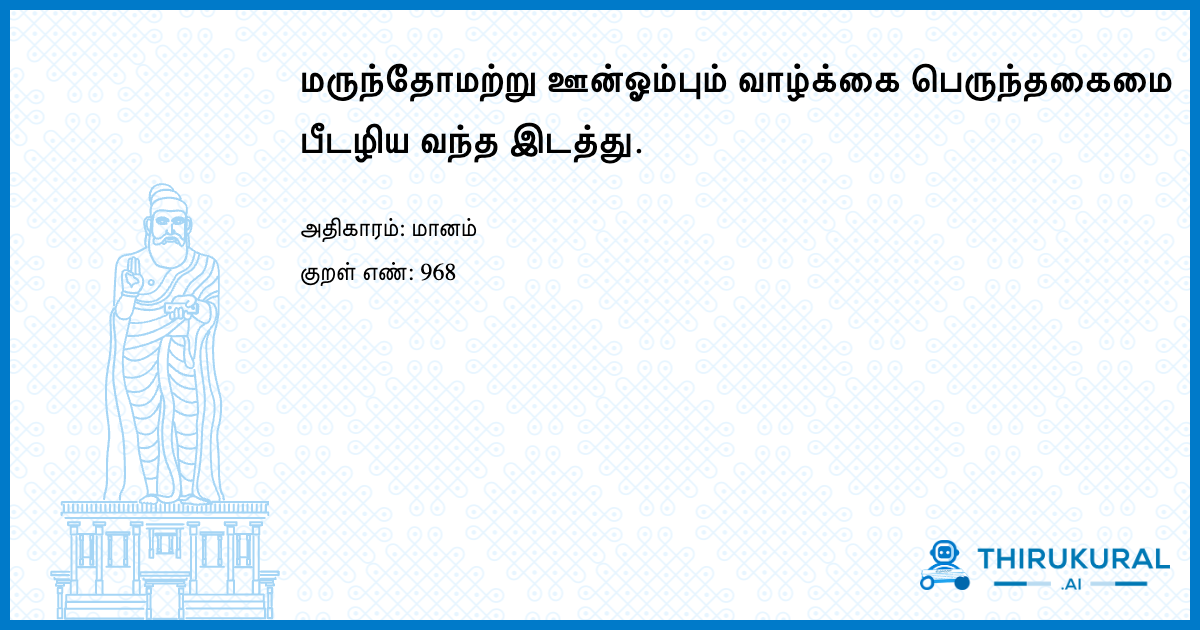 மருந்தோமற்று ஊன்ஓம்பும் வாழ்க்கை பெருந்தகைமை
பீடழிய வந்த இடத்து.
அதிகாரம்: மானம்
குறள் எண்: 968
THIRUKURAL
.AI